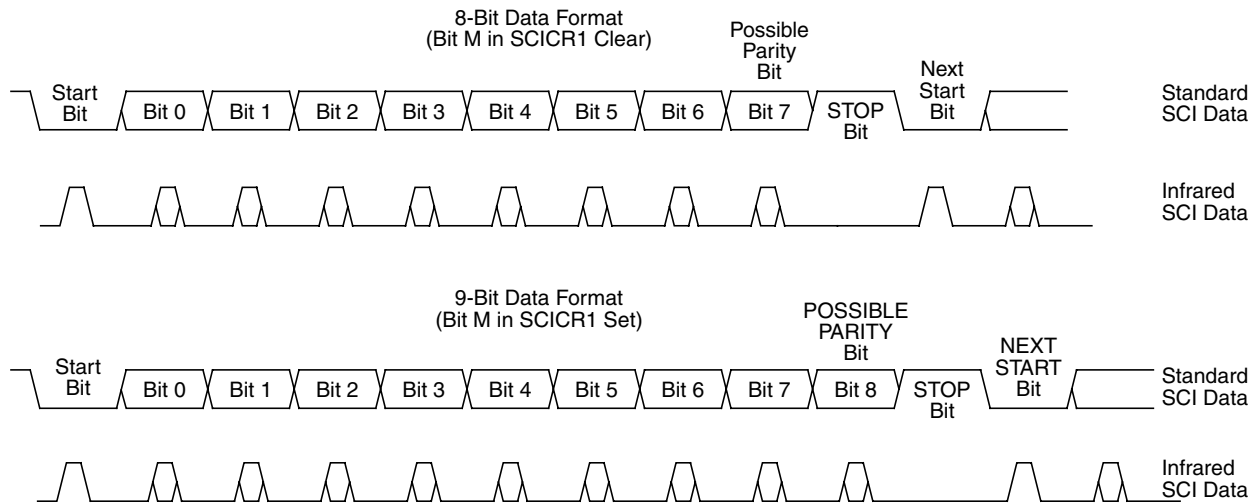 8-Bit Data Format
(Bit M in SCICR1 Clear)
Possible
Parity
Bit
Start
Bit
Bit 0
Bit 1
Bit 2
Bit 3
Bit 4
Bit 5
Bit 6
Bit 7
STOP
Bit
Next
Start
Bit
Standard
SCI Data
Infrared
SCI Data
9-Bit Data Format
(Bit M in SCICR1 Set)
POSSIBLE
PARITY
Bit
Start
Bit
Bit 0
Bit 1
Bit 2
Bit 3
Bit 4
Bit 5
Bit 6
Bit 7
Bit 8
STOP
Bit
NEXT
START
Bit
Standard
SCI Data
Infrared
SCI Data